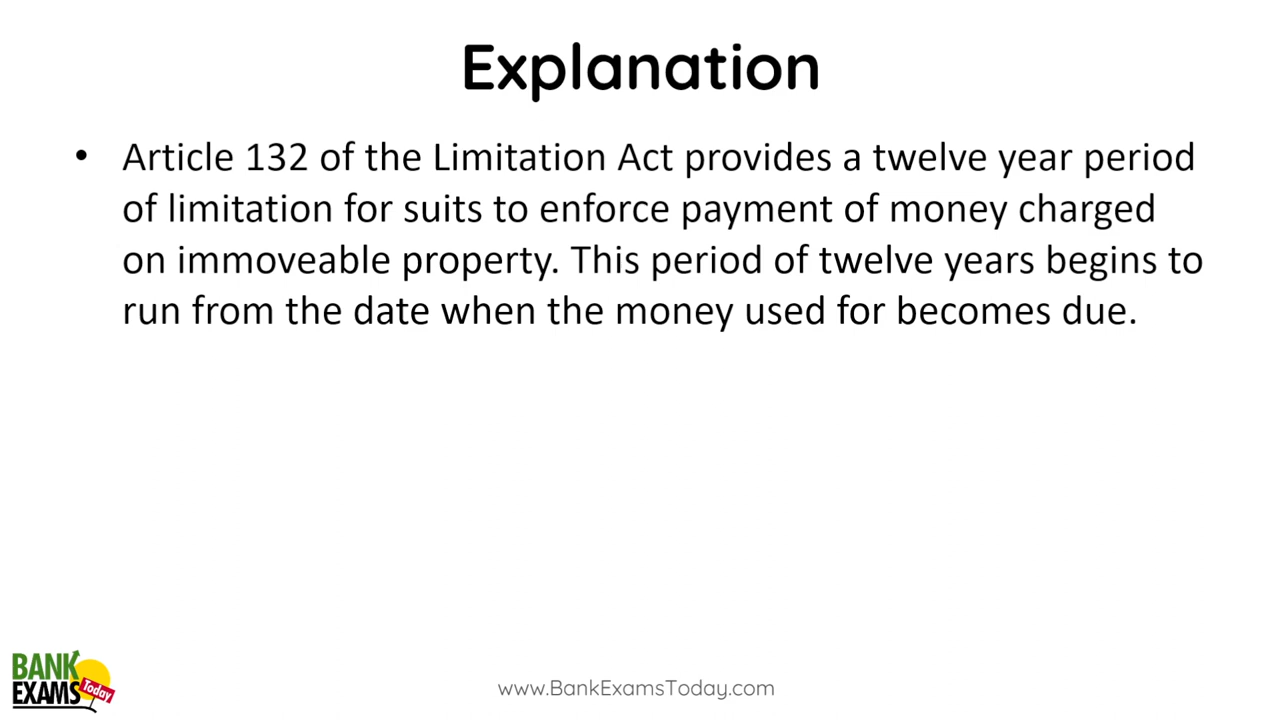 Explanation
• Article 132 of the Limitation Act provides a twelve year period
of limitation for suits to enforce payment of money charged
on immoveable property. This period of twelve years begins to
run from the date when the money used for becomes due.
BANK
EXAMS
Today
www.BankExamsToday.com